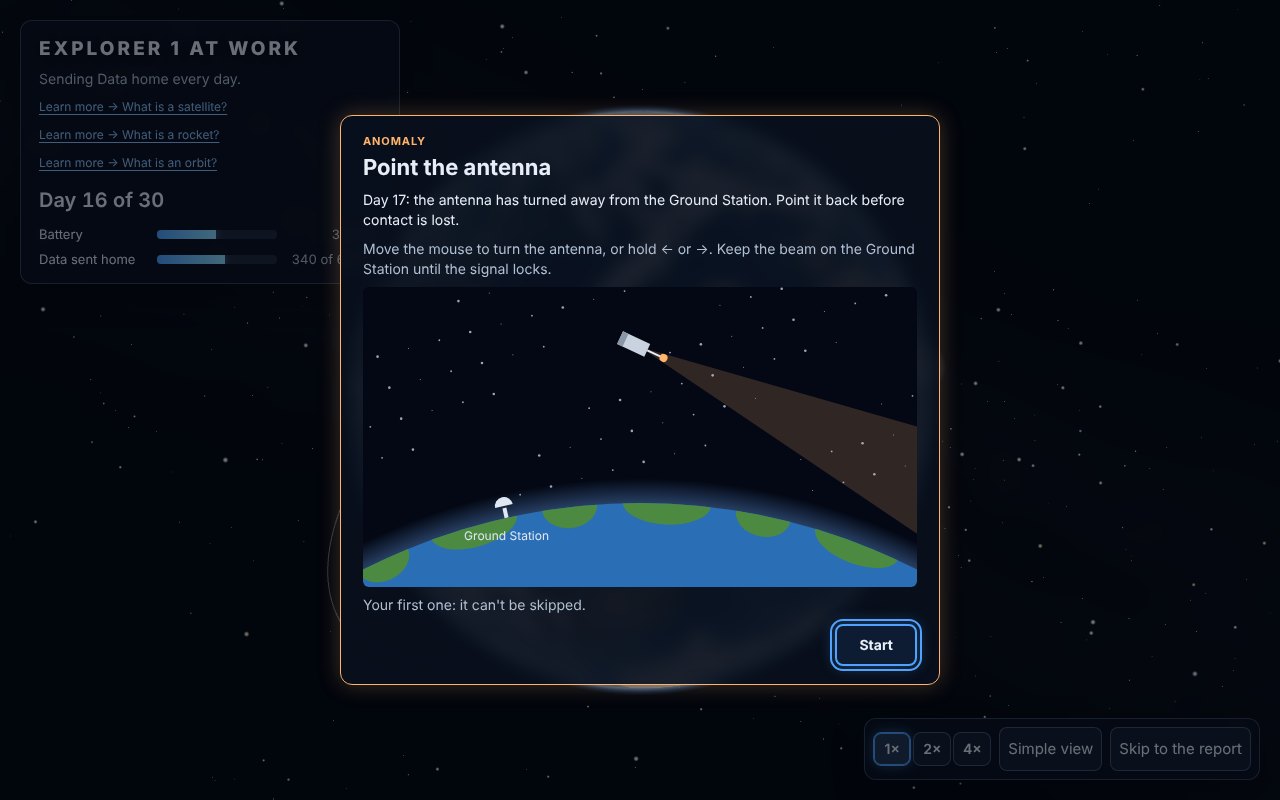 EXPLORER 1 AT WORK
Sending Data home every day.
Learn more → What is a satellite?
Learn more → What is a rocket?
Learn more → What is an orbit?
Day 16 of 30
Battery
Data sent home 340 of
ANOMALY
Point the antenna
Day 17: the antenna has turned away from the Ground Station. Point it back before
contact is lost.
Move the mouse to turn the antenna, or hold ← or →. Keep the beam on the Ground
Station until the signal locks.
Ground Station
Your first one: it can't be skipped.
Start
1× 2× 4× Simple view Skip to the report